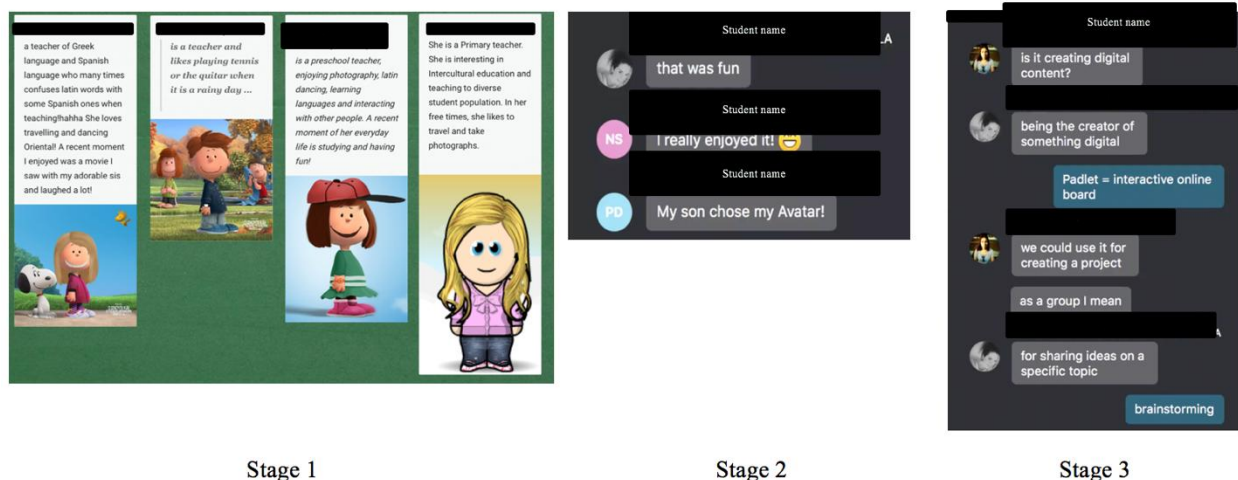 a teacher of Greek
language and Spanish
language who many times
confuses latin words with
some Spanish ones when
teaching!hahha She loves
travelling and dancing
Oriental! A recent moment
I enjoyed was a movie I
saw with my adorable sis
and laughed a lot!
is a teacher and
likes playing tennis
or the quitar when
it is a rainy day ...
is a preschool teacher,
enjoying photography, latin
dancing, learning
languages and interacting
with other people. A recent
moment of her everyday
life is studying and having
fun!
She is a Primary teacher.
She is interesting in
Intercultural education and
teaching to diverse
student population. In her
free times, she likes to
travel and take
photographs.
Student name
LA
that was fun
Student name
NS
I really enjoyed it!
Student name
PD
My son chose my Avatar!
Student name
is it creating digital
content?
being the creator of
something digital
Padlet = interactive online
board
we could use it for
creating a project
as a group I mean
for sharing ideas on a
specific topic
brainstorming
Stage 1
Stage 2
Stage 3